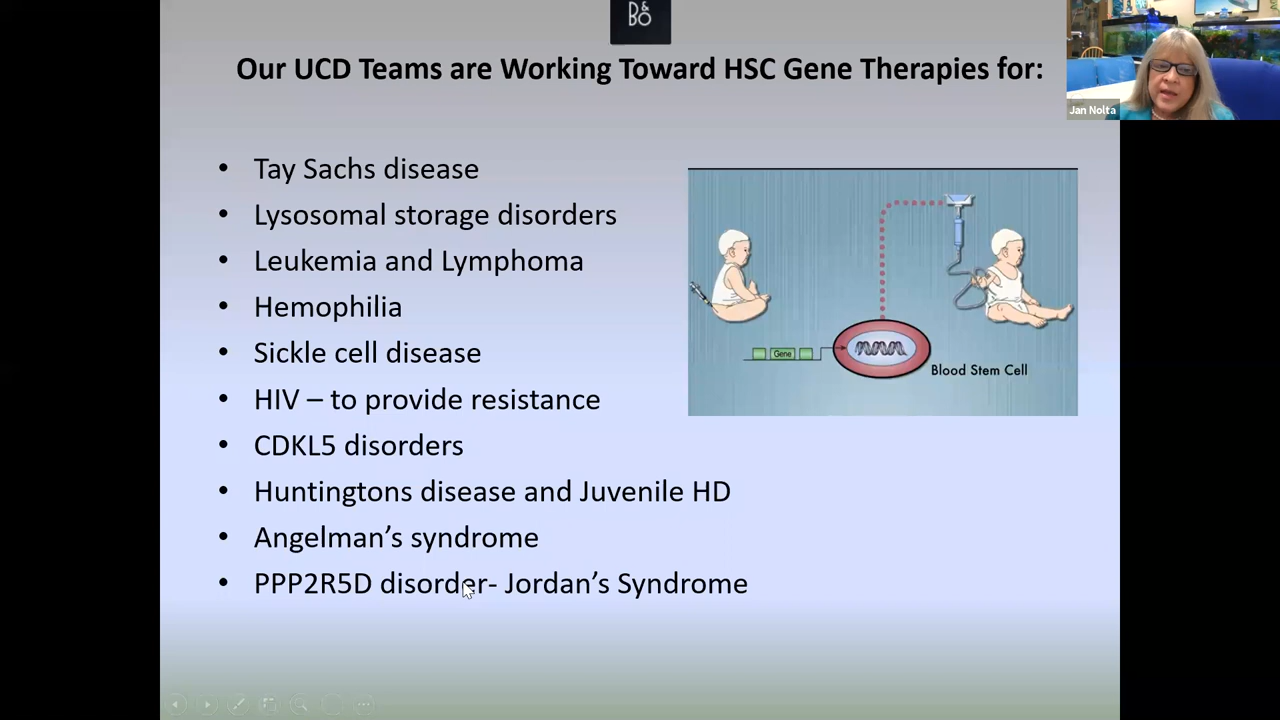 D&
BO
Our UCD Teams are Working Toward HSC Gene Therapies for:
Jan Nolta
• Tay Sachs disease
• Lysosomal storage disorders
• Leukemia and Lymphoma
• Hemophilia
• Sickle cell disease
• HIV – to provide resistance
• CDKL5 disorders
• Huntingtons disease and Juvenile HD
• Angelman’s syndrome
• PPP2R5D disorder- Jordan’s Syndrome
Gene
Blood Stem Cell